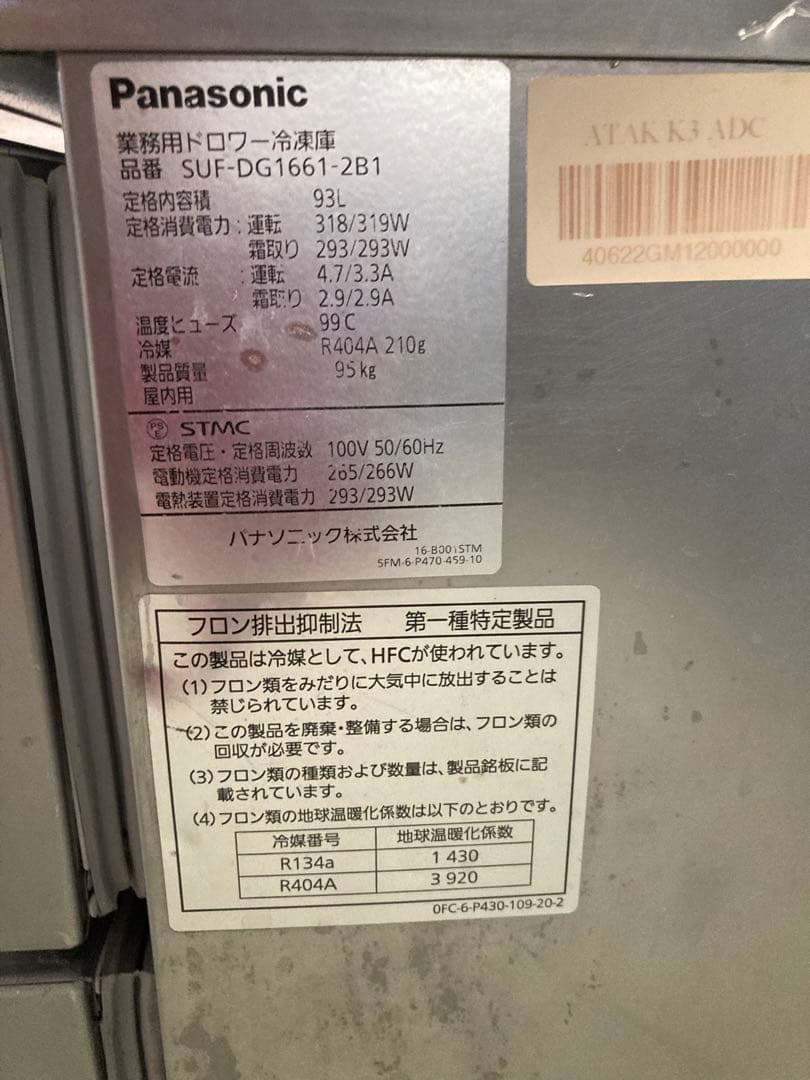 Panasonic
業務用ドロワー冷凍庫
品番 SUF-DG1661-2B1
定格内容積 93L
定格消費電力:運転 318/319W
霜取り 293/293W
定格電流 :運転 4.7/3.3A
霜取り 2.9/2.9A
温度ヒューズ 99℃
冷媒 R404A 210g
製品質量 95kg
屋内用
PS E STMC
定格電圧・定格周波数 100V 50/60Hz
電動機定格消費電力 265/266W
電熱装置定格消費電力 293/293W
パナソニック株式会社
16-B001STM
5FM-6-P470-459-10
ATAK K3 ADC
40622GM12000000
フロン排出抑制法 第一種特定製品
この製品は冷媒として、HFCが使われています。
(1)フロン類をみだりに大気中に放出することは
禁じられています。
(2)この製品を廃棄・整備する場合は、フロン類の
回収が必要です。
(3)フロン類の種類および数量は、製品銘板に記
載されています。
(4)フロン類の地球温暖化係数は以下のとおりです。
冷媒番号 地球温暖化係数
R134a 1 430
R404A 3 920
0FC-6-P430-109-20-2